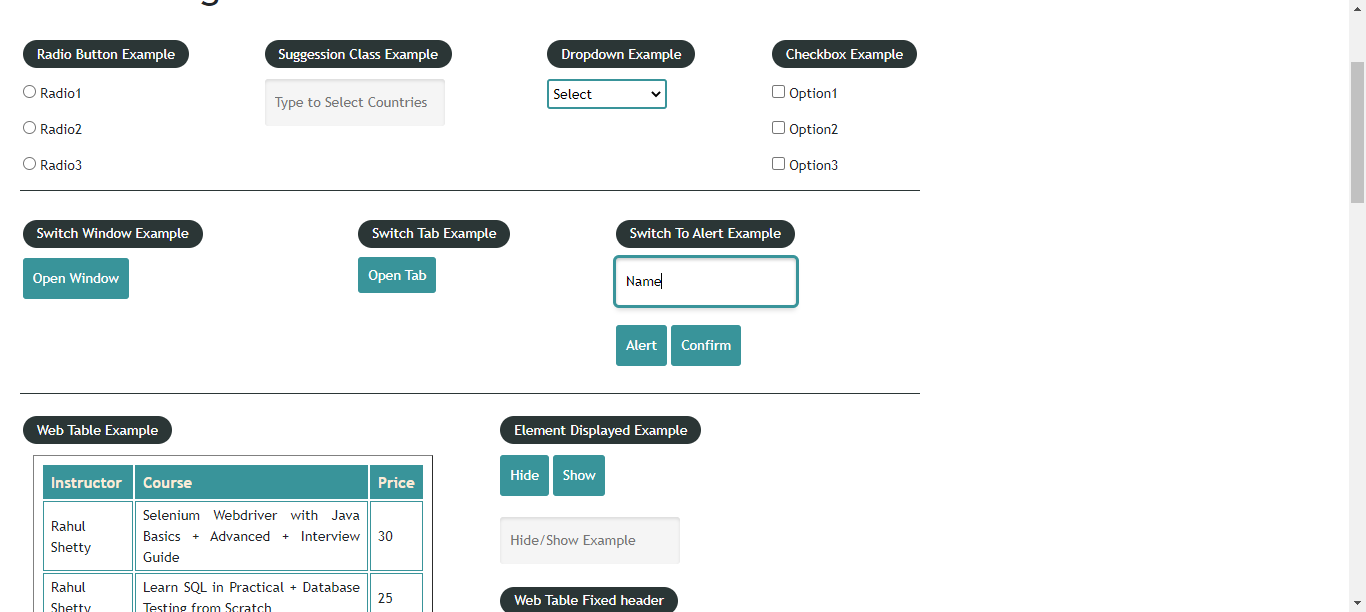 Radio Button Example
Suggession Class Example
Dropdown Example
Checkbox Example
Radio1
Radio2
Radio3
Type to Select Countries
Select
Option1
Option2
Option3
Switch Window Example
Switch Tab Example
Switch To Alert Example
Open Window
Open Tab
Name
Alert
Confirm
Web Table Example
Element Displayed Example
Instructor Course Price
Rahul Shetty
Selenium Webdriver with Java
Basics + Advanced + Interview
Guide
30
Rahul
Shetty
Learn SQL in Practical + Database
Testing from Scratch
25
Hide
Show
Hide/Show Example
Web Table Fixed header